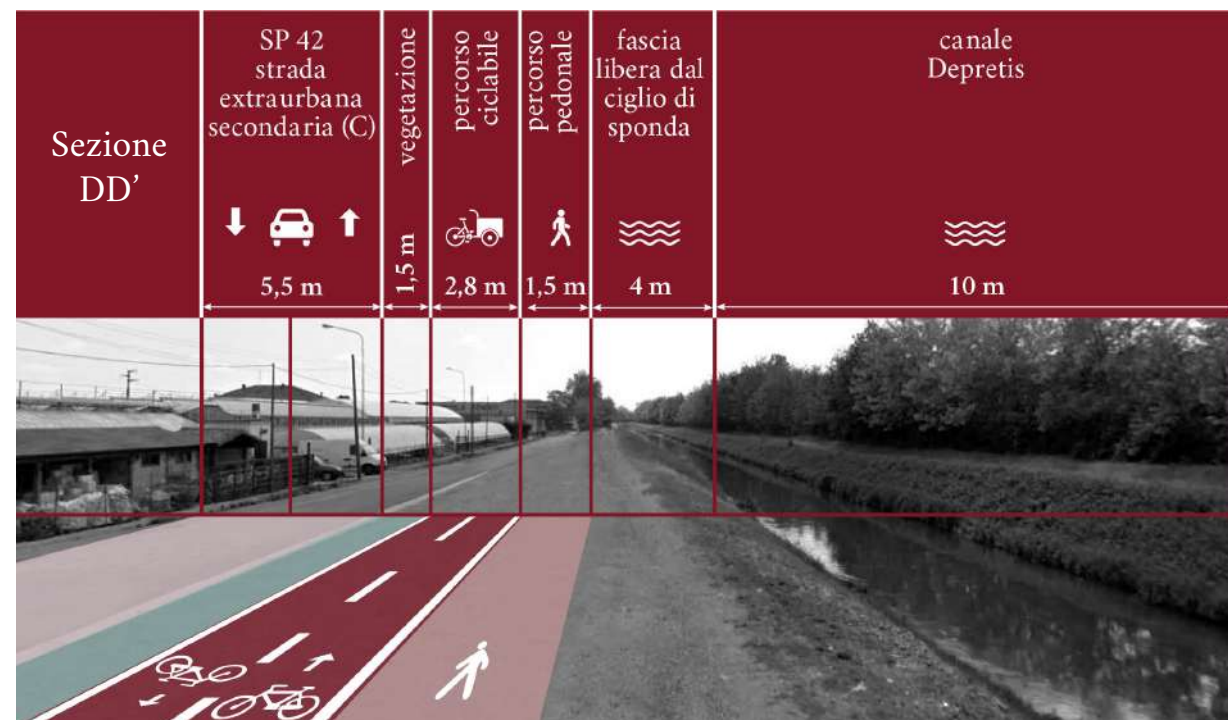 Sezione
DD’
SP 42
strada
extraurbana
secondaria (C)
5,5 m
vegetazione
1,5 m
percorso
ciclabile
2,8 m
percorso
pedonale
1,5 m
fascia
libera dal
ciglio di
sponda
4 m
canale
Depretis
10 m